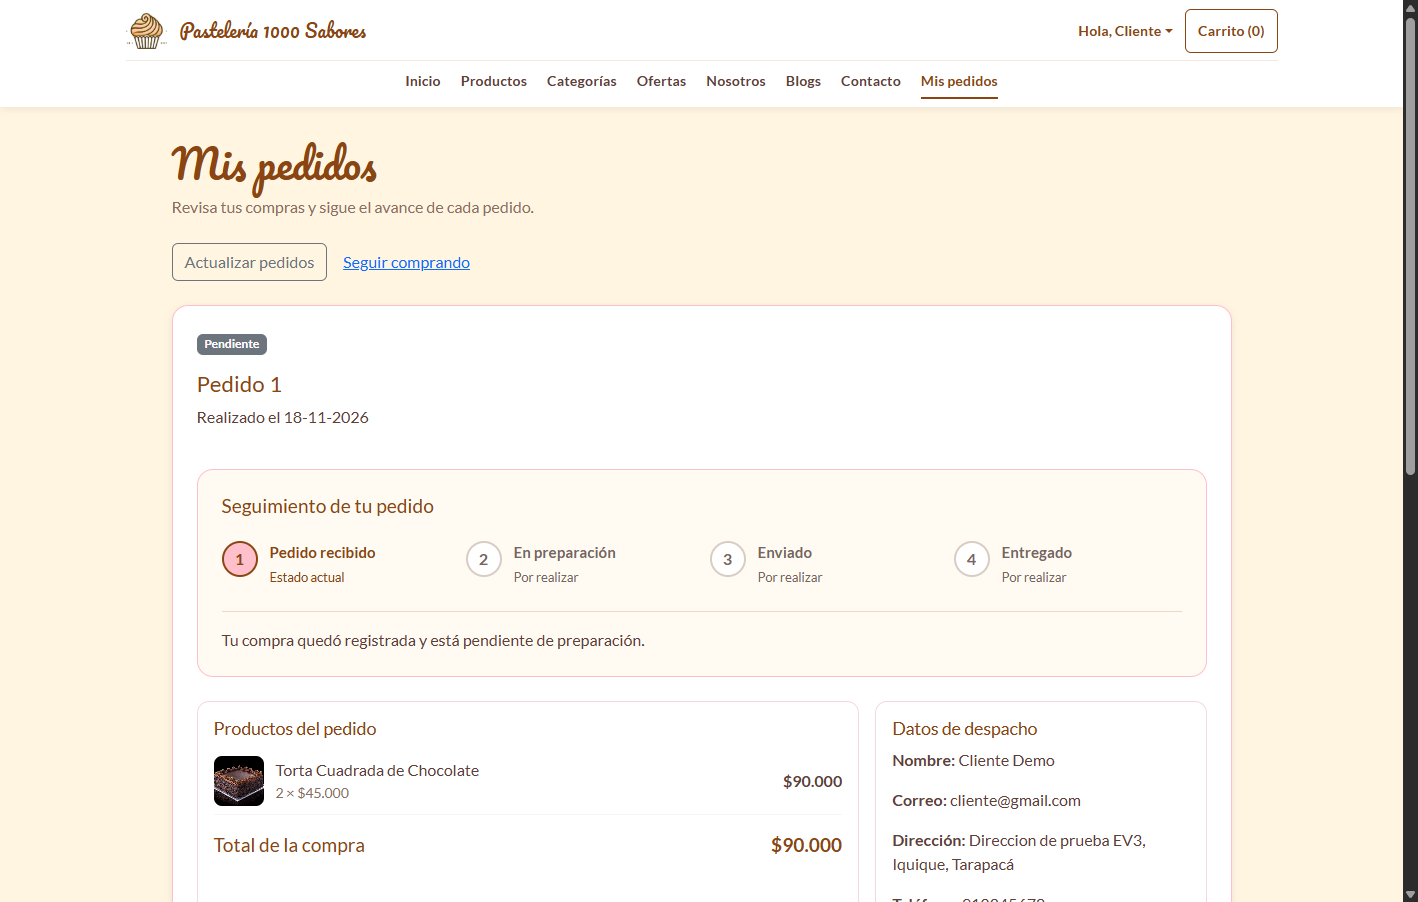 Pastelería 1000 Sabores
Hola, Cliente
Carrito (0)
Inicio Productos Categorías Ofertas Nosotros Blogs Contacto Mis pedidos
Mis pedidos
Revisa tus compras y sigue el avance de cada pedido.
Actualizar pedidos Seguir comprando
Pendiente
Pedido 1
Realizado el 18-11-2026
Seguimiento de tu pedido
1 Pedido recibido
Estado actual
2 En preparación
Por realizar
3 Enviado
Por realizar
4 Entregado
Por realizar
Tu compra quedó registrada y está pendiente de preparación.
Productos del pedido
Torta Cuadrada de Chocolate
2 × $45.000
$90.000
Total de la compra $90.000
Datos de despacho
Nombre: Cliente Demo
Correo: cliente@gmail.com
Dirección: Direccion de prueba EV3,
Iquique, Tarapacá